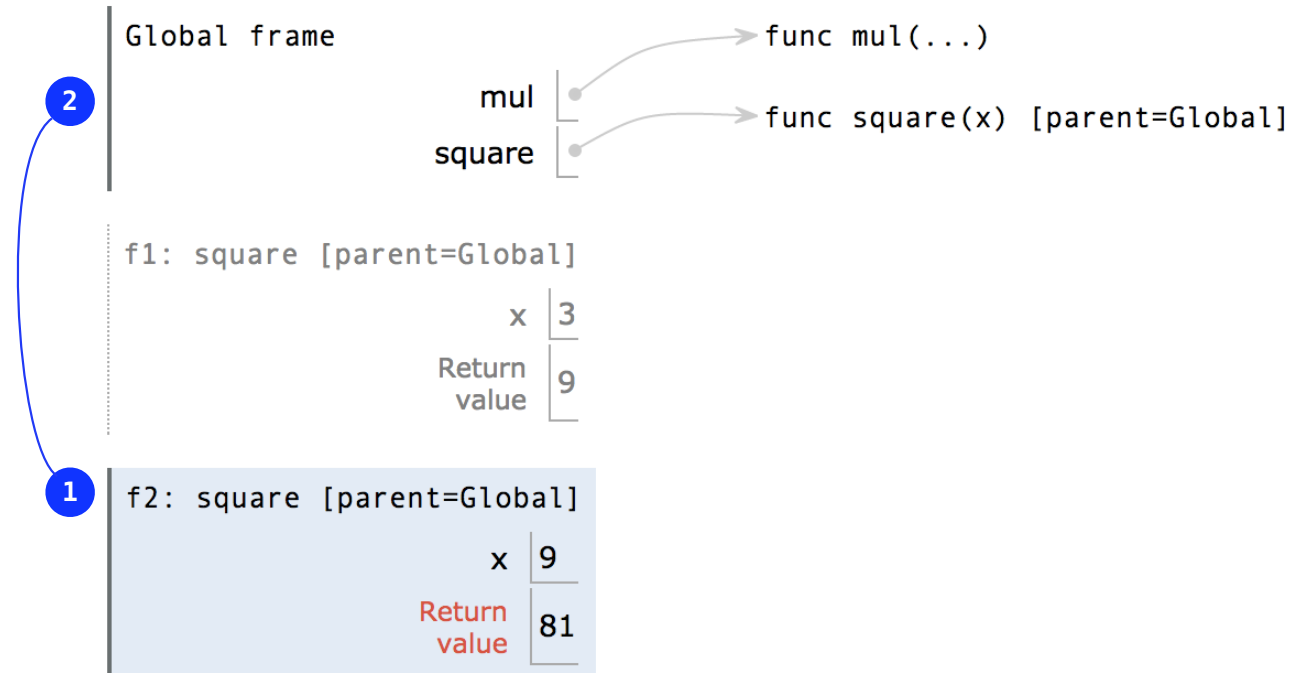 Global frame
func mul(...)
2
mul
func square(x) [parent=Global]
square
f1: square [parent=Global]
x 3
Return
value 9
1
f2: square [parent=Global]
x 9
Return
value 81